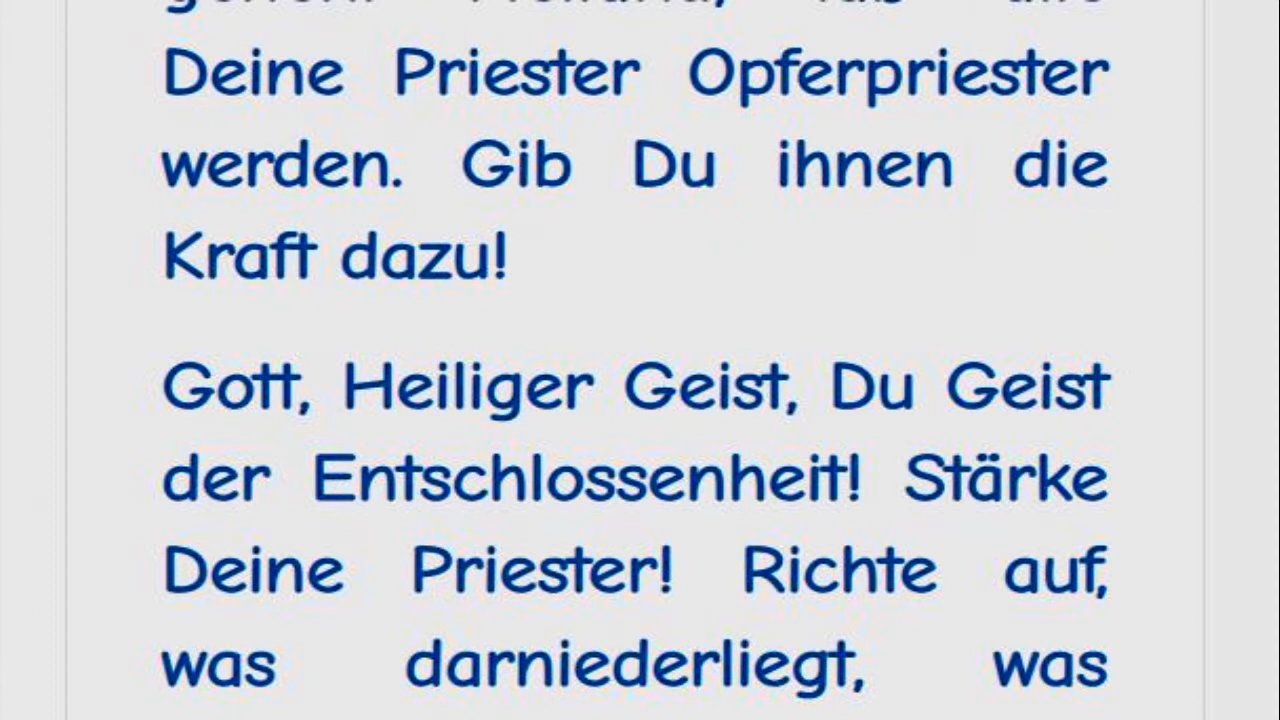 Deine Priester Opferpriester
werden. Gib Du ihnen die
Kraft dazu!
Gott, Heiliger Geist, Du Geist
der Entschlossenheit! Stärke
Deine Priester! Richte auf,
was darniederliegt, was